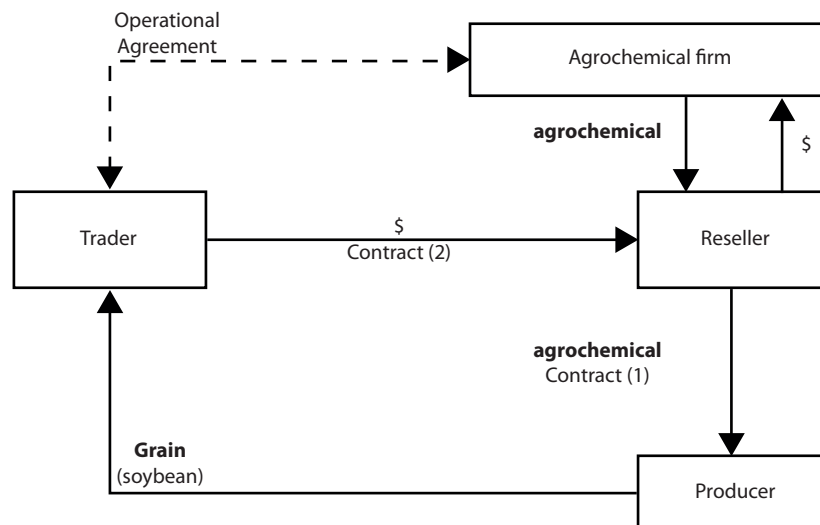 Operational
Agreement
Agrochemical firm
agrochemical
$
Trader
$
Contract (2)
Reseller
agrochemical
Contract (1)
Grain
(soybean)
Producer